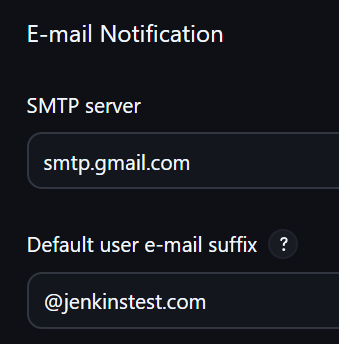 E-mail Notification
SMTP server
smtp.gmail.com
Default user e-mail suffix ?
@jenkinstest.com